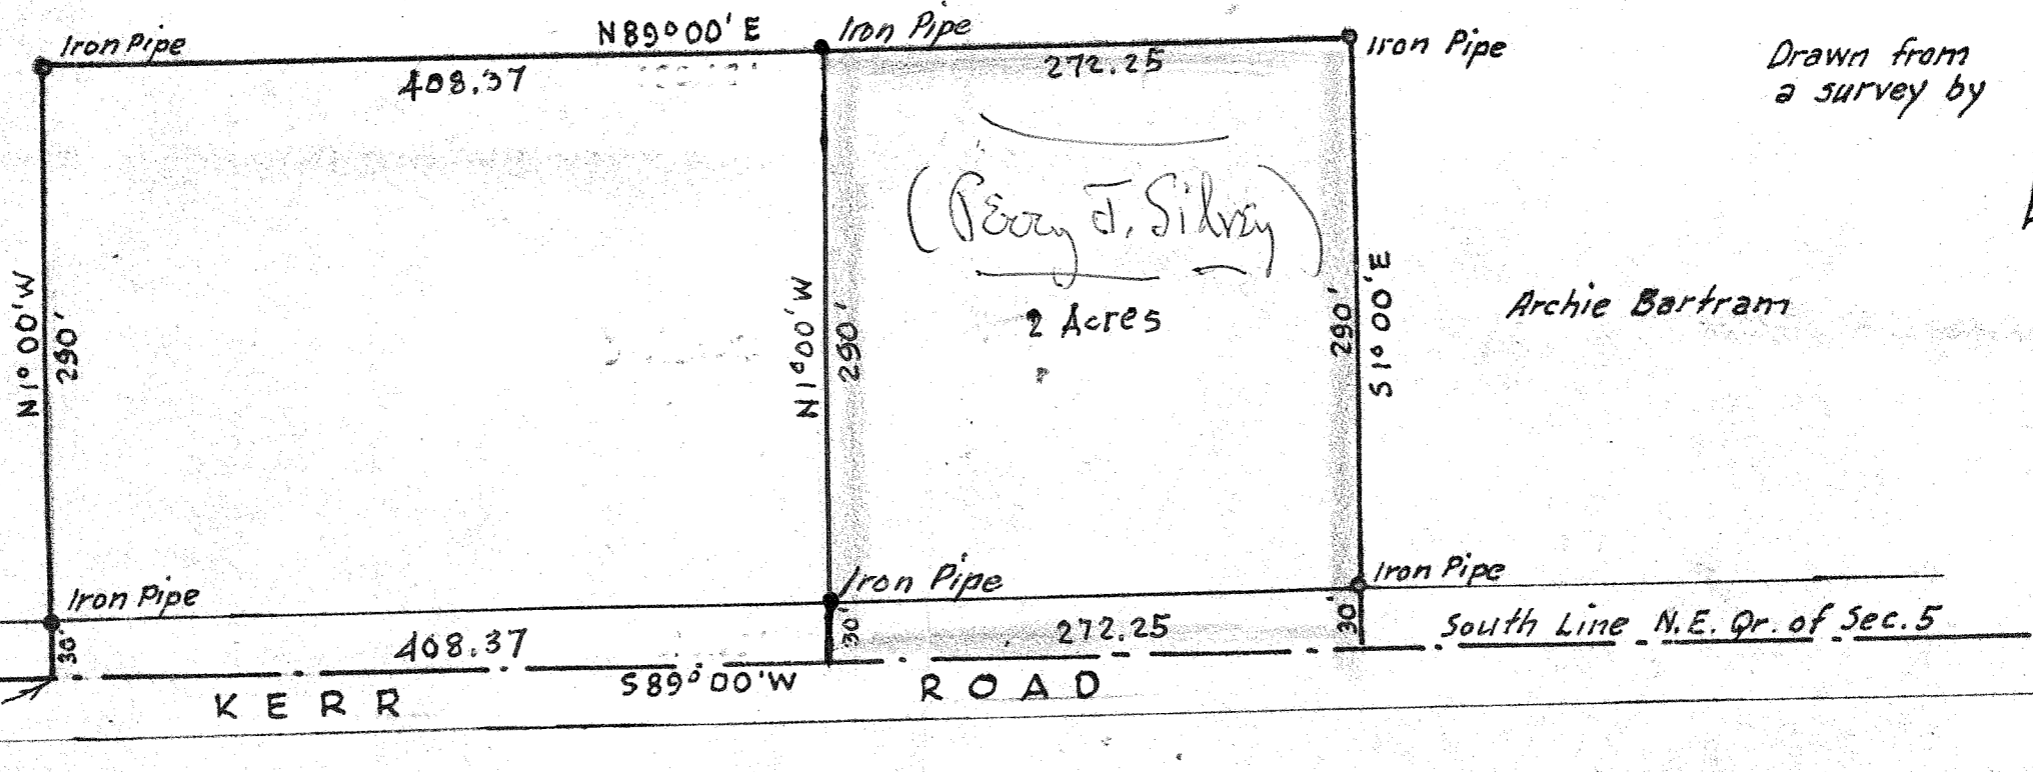 Iron Pipe
N89°00'E
Iron Pipe
Iron Pipe
408.37
272.25
Drawn from
a survey by
(Perry J. Silvey)
2 Acres
N1°00'W
290'
N1°00'W
290'
290'
S1°00'E
Archie Bartram
Iron Pipe
Iron Pipe
Iron Pipe
30'
408.37
30'
272.25
30'
South Line N.E. Qr. of Sec. 5
S89°00'W
KERR ROAD